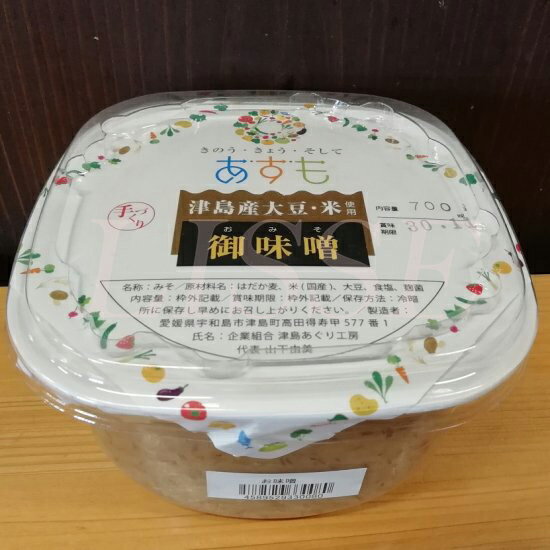 きのう・きょう・そして
あすも
手づくり
津島産大豆・米使用
おみそ
御味噌
内容量 700
賞味期限 30.
名称：みそ／原材料名：はだか麦、米（国産）、大豆、食塩、麹菌
内容量：枠外記載／賞味期限：枠外記載／保存方法：冷暗
所に保存し早めにお召し上がりください。 製造者：
愛媛県宇和島市津島町高田得寿甲577番1
氏名：企業組合 津島あぐり工房
代表 山下由美
お味噌
4589529330880